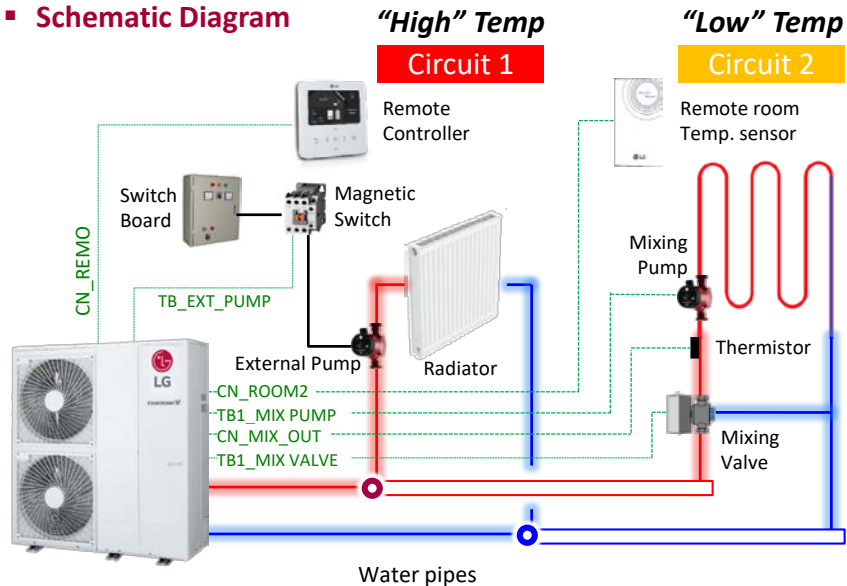 ▪ Schematic Diagram
“High” Temp
“Low” Temp
Circuit 1
Circuit 2
Remote
Controller
Remote room
Temp. sensor
LG
Switch
Board
Magnetic
Switch
Mixing
Pump
CN_REMO
TB_EXT_PUMP
External Pump
Radiator
Thermistor
LG
THERMA V
CN_ROOM2
TB1_MIX PUMP
CN_MIX_OUT
TB1_MIX VALVE
Mixing
Valve
Water pipes